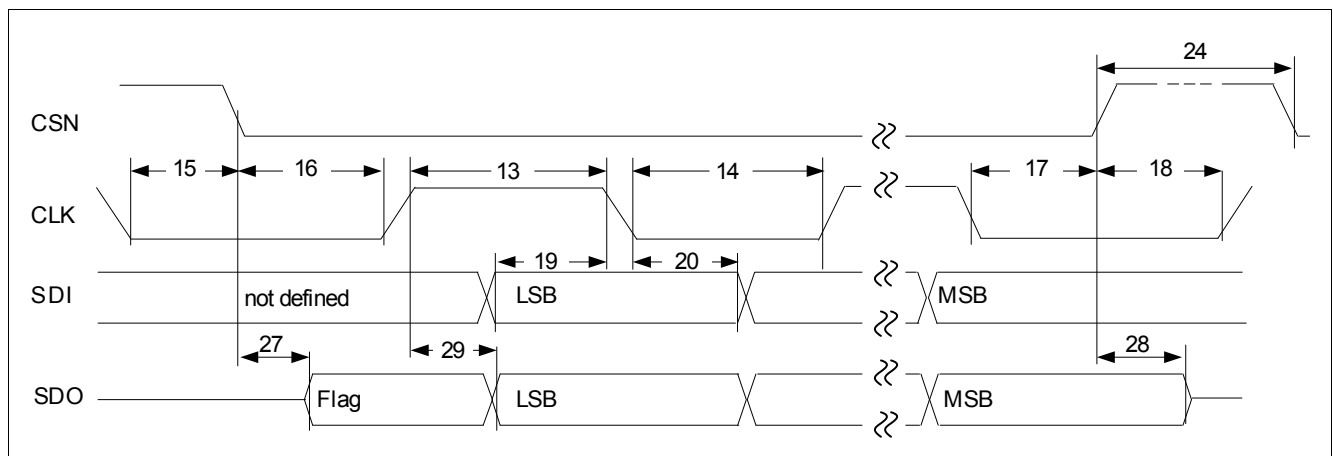 24
CSN
15 16 13 14 17 18
CLK
19 20
SDI not defined LSB MSB
27 29 28
SDO Flag LSB MSB